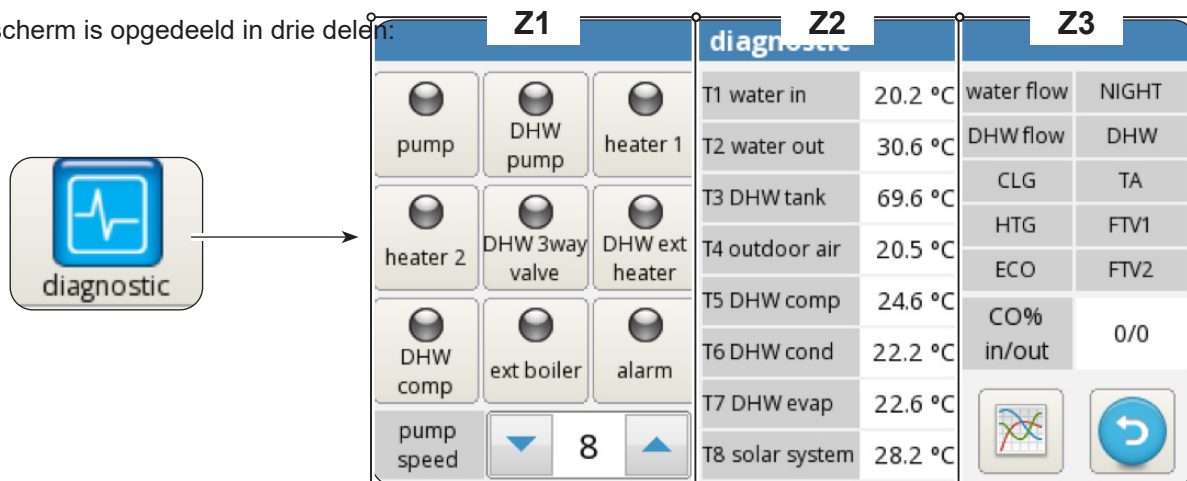 scherm is opgedeeld in drie delen:
diagnostic
Z1
pump
DHW
pump
heater 1
heater 2
DHW 3way
valve
DHW ext
heater
DHW
comp
ext boiler
alarm
pump
speed
8
Z2
diagnostic
T1 water in 20.2 °C
T2 water out 30.6 °C
T3 DHW tank 69.6 °C
T4 outdoor air 20.5 °C
T5 DHW comp 24.6 °C
T6 DHW cond 22.2 °C
T7 DHW evap 22.6 °C
T8 solar system 28.2 °C
Z3
water flow NIGHT
DHW flow DHW
CLG TA
HTG FTV1
ECO FTV2
CO%
in/out
0/0